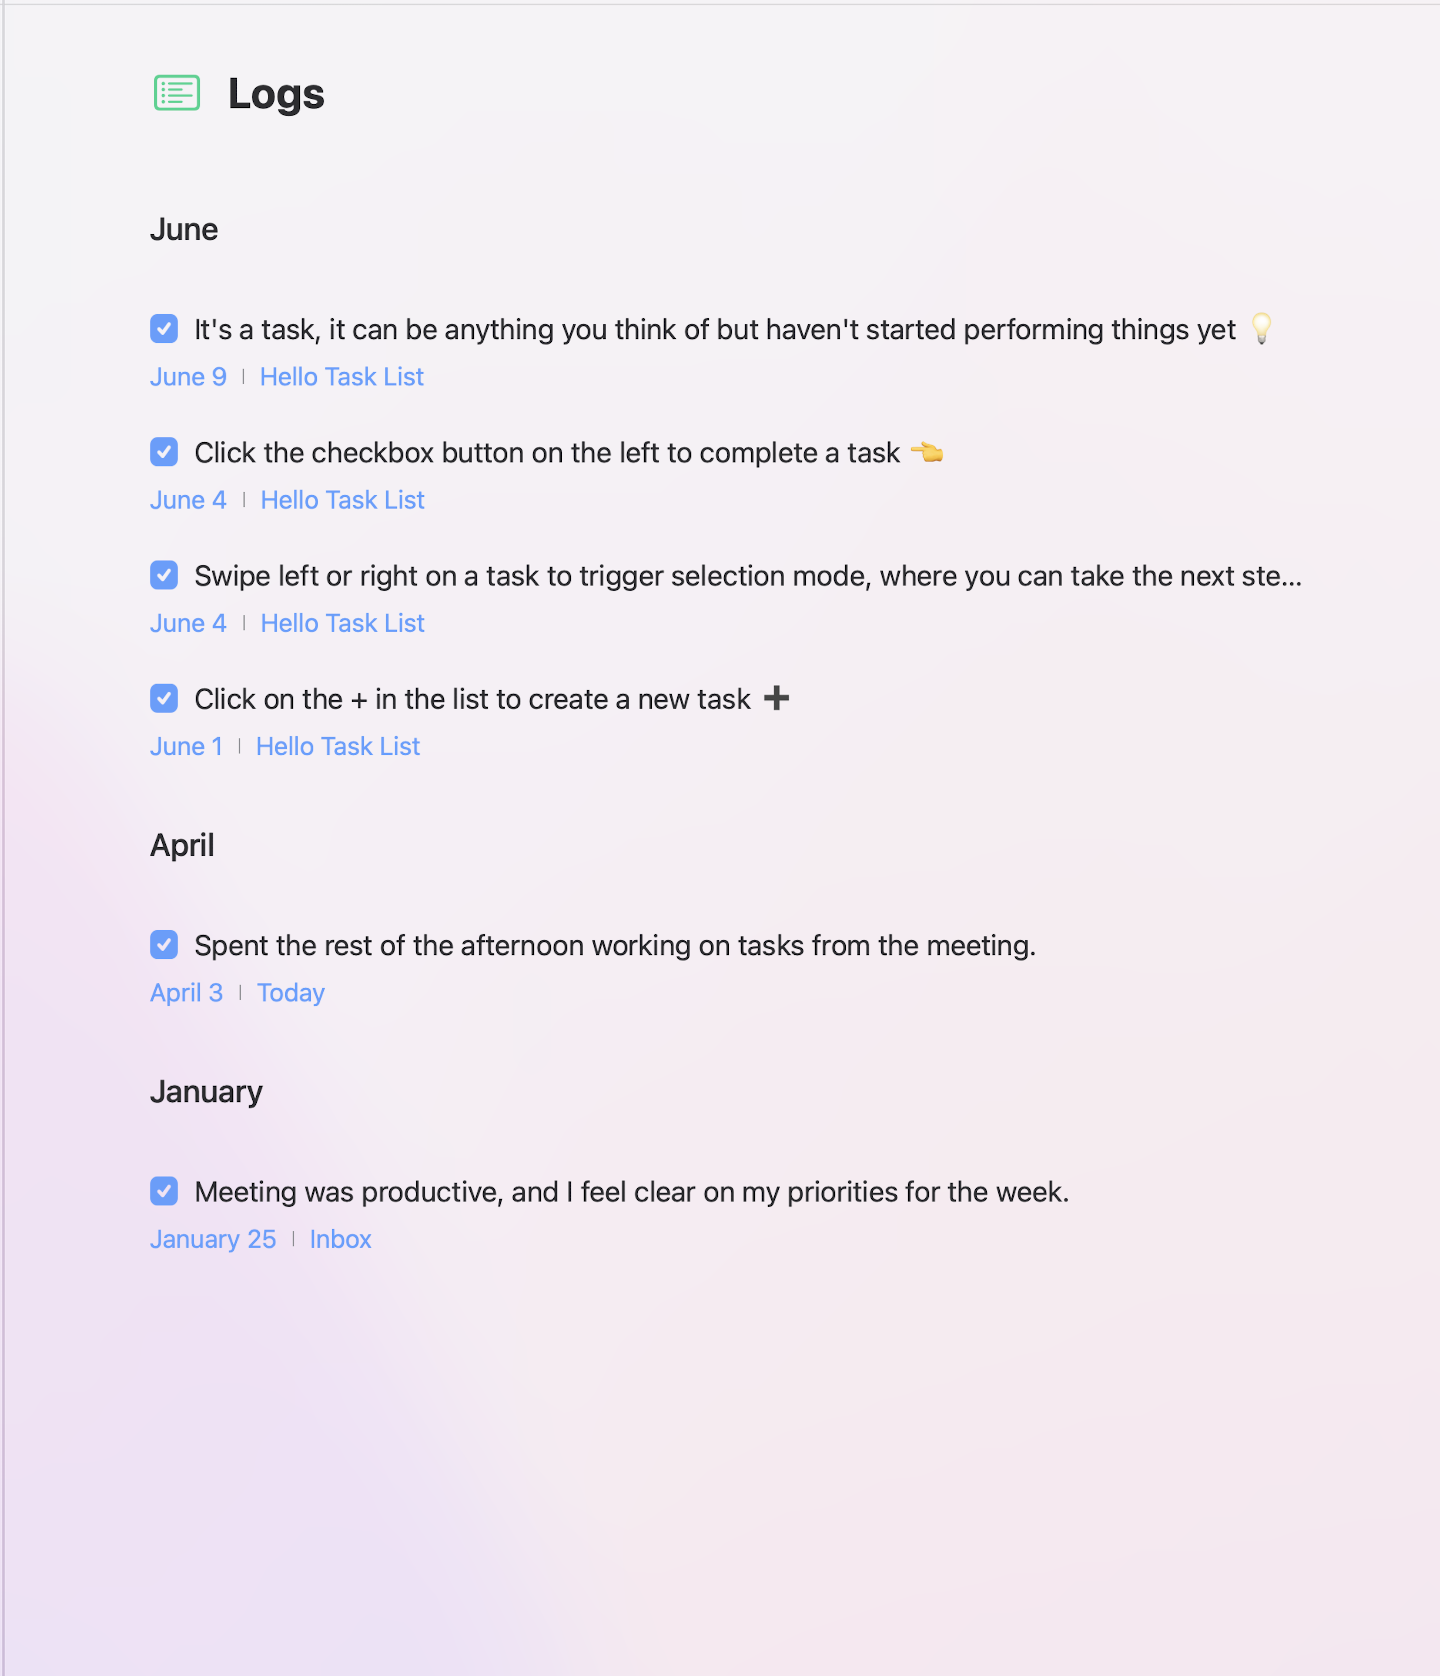 Logs
June
It's a task, it can be anything you think of but haven't started performing things yet 💡
June 9 | Hello Task List
Click the checkbox button on the left to complete a task 👈
June 4 | Hello Task List
Swipe left or right on a task to trigger selection mode, where you can take the next ste...
June 4 | Hello Task List
Click on the + in the list to create a new task ➕
June 1 | Hello Task List
April
Spent the rest of the afternoon working on tasks from the meeting.
April 3 | Today
January
Meeting was productive, and I feel clear on my priorities for the week.
January 25 | Inbox